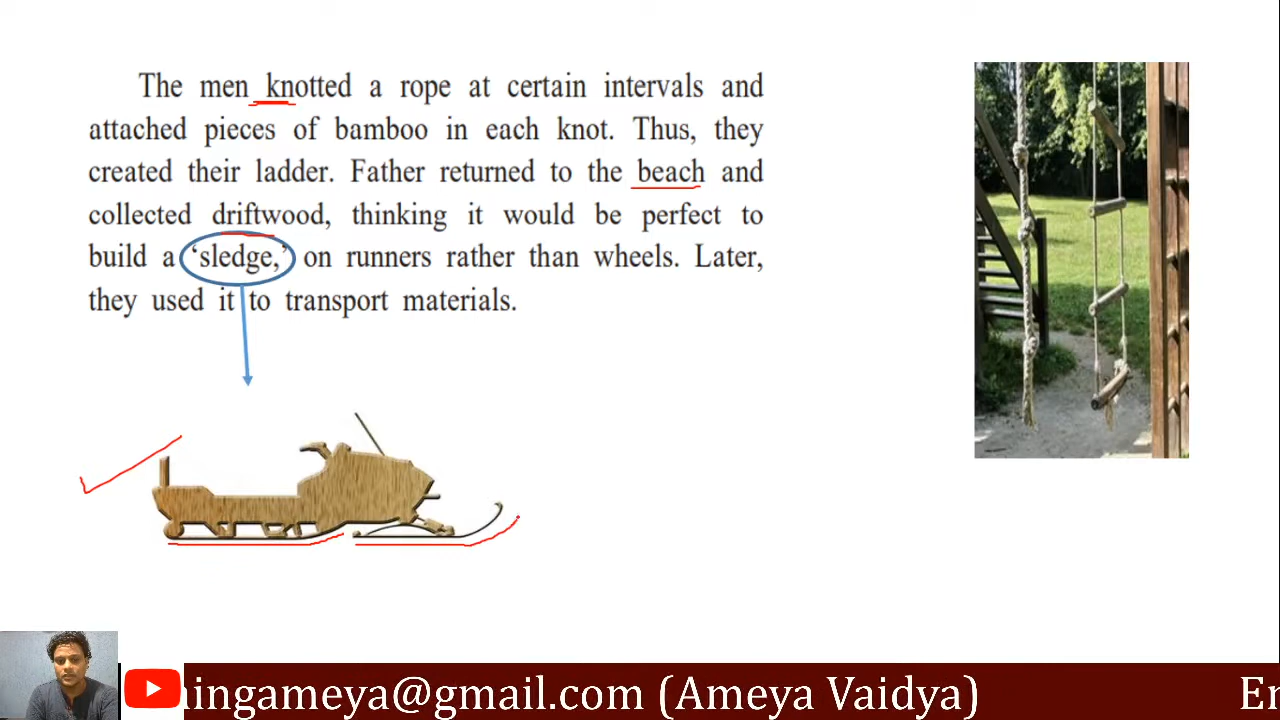 The men knotted a rope at certain intervals and
attached pieces of bamboo in each knot. Thus, they
created their ladder. Father returned to the beach and
collected driftwood, thinking it would be perfect to
build a ‘sledge,’ on runners rather than wheels. Later,
they used it to transport materials.
ningameya@gmail.com (Ameya Vaidya)